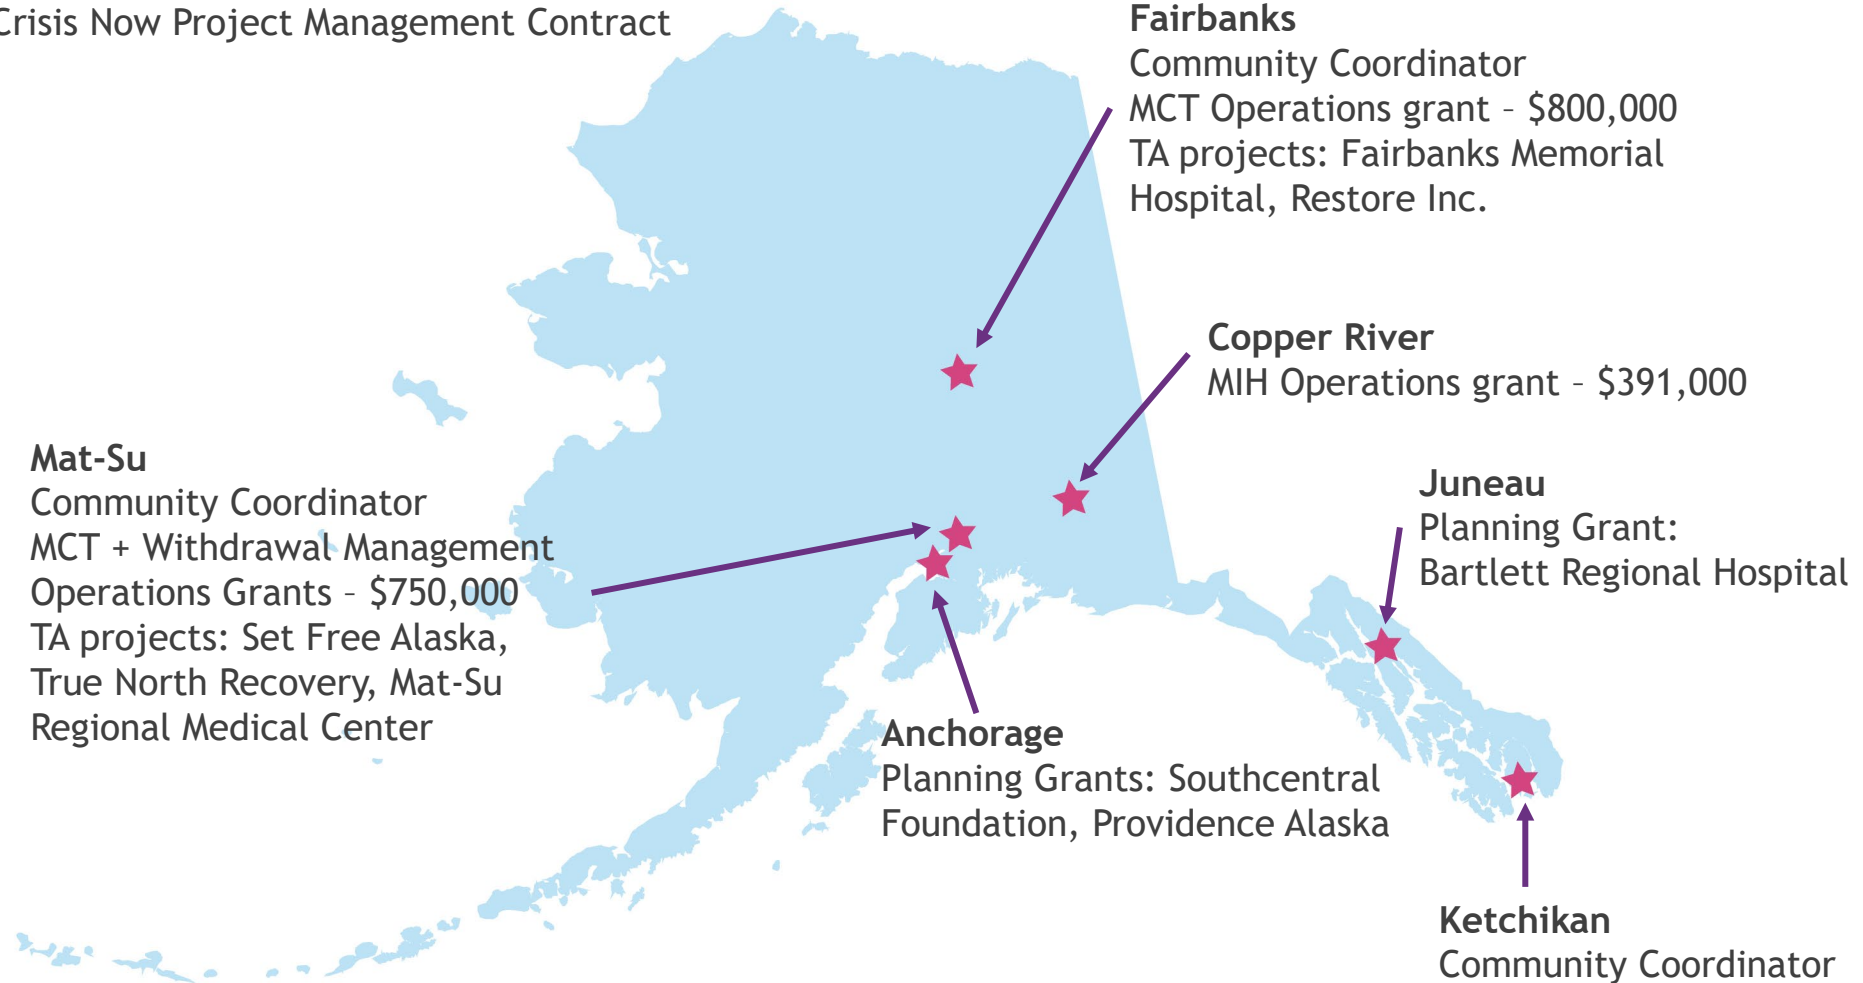 Crisis Now Project Management Contract
Fairbanks
Community Coordinator
MCT Operations grant – $800,000
TA projects: Fairbanks Memorial
Hospital, Restore Inc.
Copper River
MIH Operations grant – $391,000
Mat-Su
Community Coordinator
MCT + Withdrawal Management
Operations Grants – $750,000
TA projects: Set Free Alaska,
True North Recovery, Mat-Su
Regional Medical Center
Juneau
Planning Grant:
Bartlett Regional Hospital
Anchorage
Planning Grants: Southcentral
Foundation, Providence Alaska
Ketchikan
Community Coordinator